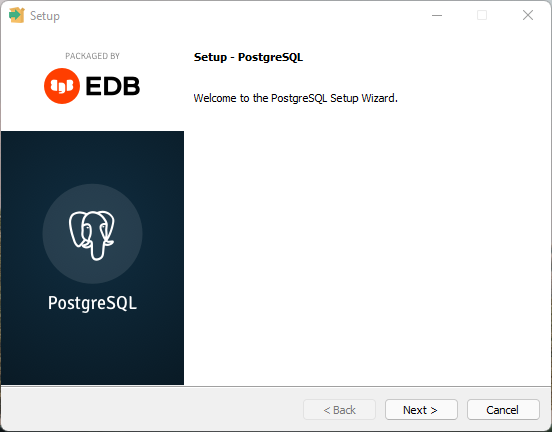 Setup
PACKAGED BY
EDB
Setup - PostgreSQL
Welcome to the PostgreSQL Setup Wizard.
PostgreSQL
< Back
Next >
Cancel